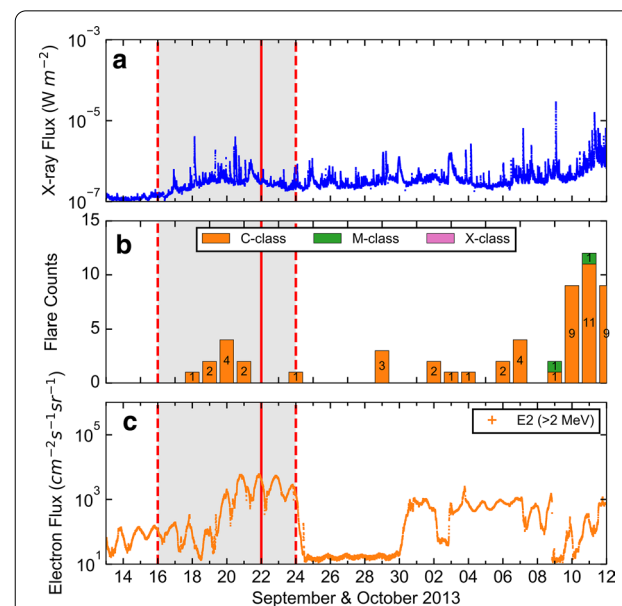 a
X-ray Flux (W m⁻²)
10⁻³
10⁻⁵
10⁻⁷
b
C-class M-class X-class
Flare Counts
15
10
5
0
1 2 4 2 1 3 2 1 1 2 4 1 1 9 11 1 9
c
E2 (>2 MeV)
Electron Flux (cm⁻²s⁻¹sr⁻¹)
10⁵
10³
10¹
14 16 18 20 22 24 26 28 30 02 04 06 08 10 12
September & October 2013